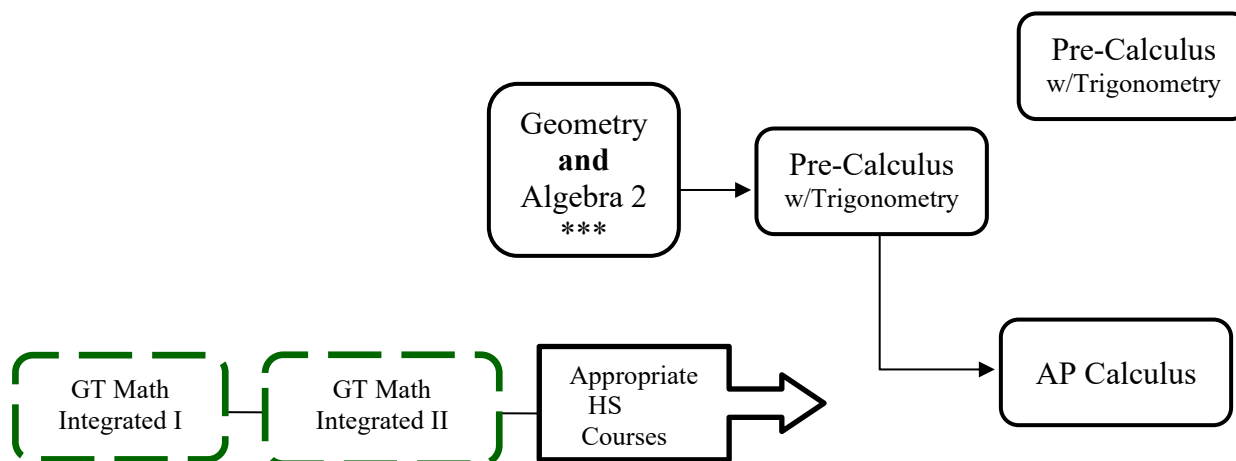 Pre-Calculus
w/Trigonometry
Geometry
and
Algebra 2
***
Pre-Calculus
w/Trigonometry
AP Calculus
GT Math
Integrated I
GT Math
Integrated II
Appropriate
HS
Courses